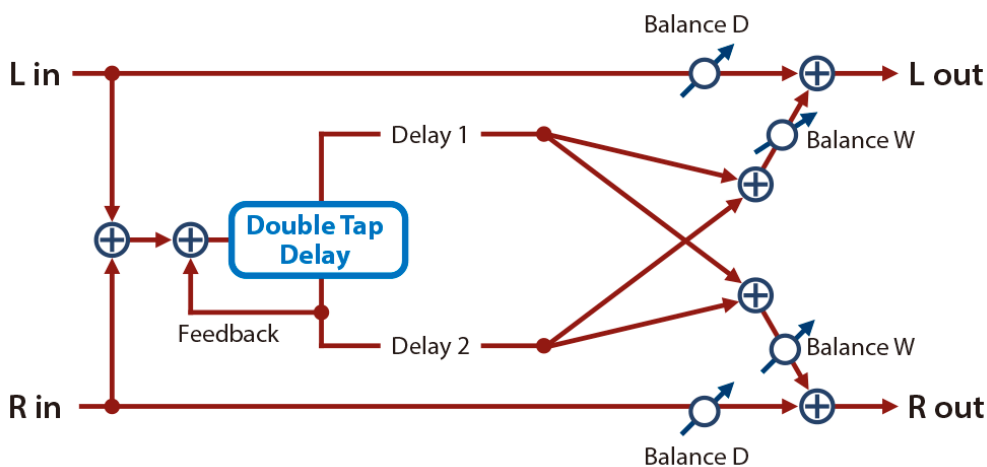 Balance D
L in
L out
Delay 1
Balance W
Double Tap
Delay
Feedback
Delay 2
Balance W
R in
R out
Balance D